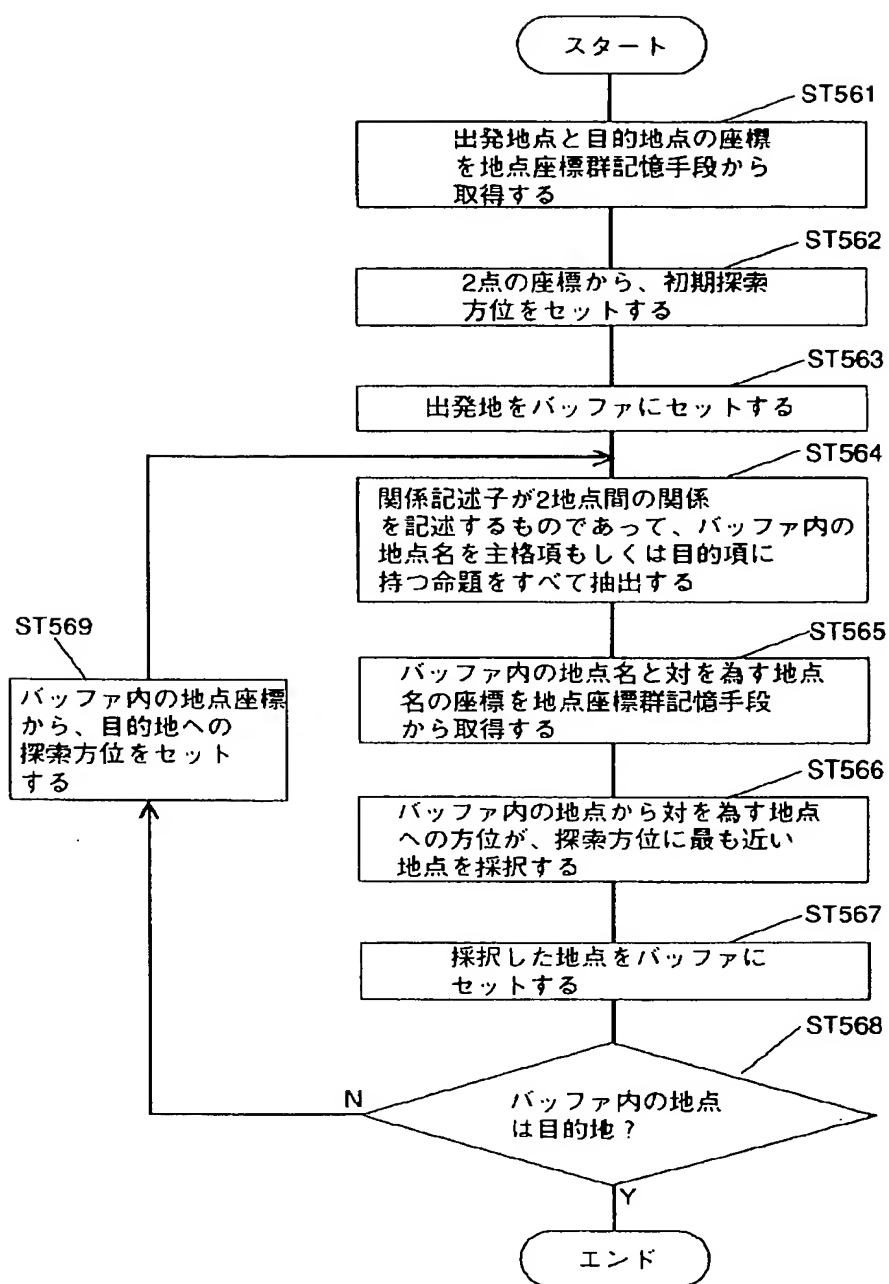 スタート
ST561
出発地点と目的地点の座標
を地点座標群記憶手段から
取得する
ST562
2点の座標から、初期探索
方位をセットする
ST563
出発地をバッファにセットする
ST564
関係記述子が2地点間の関係
を記述するものであって、バッファ内の
地点名を主格項もしくは目的項に
持つ命題をすべて抽出する
ST565
バッファ内の地点名と対を為す地点
名の座標を地点座標群記憶手段
から取得する
ST569
バッファ内の地点座標
から、目的地への
探索方位をセット
する
ST566
バッファ内の地点から対を為す地点
への方位が、探索方位に最も近い
地点を採択する
ST567
採択した地点をバッファに
セットする
ST568
N
バッファ内の地点
は目的地?
Y
エンド